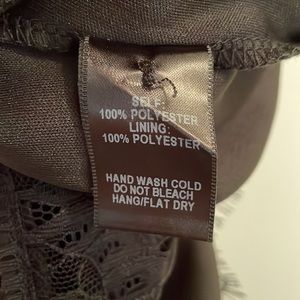 SELF:
100% POLYESTER
LINING:
100% POLYESTER
HAND WASH COLD
DO NOT BLEACH
HANG/FLAT DRY